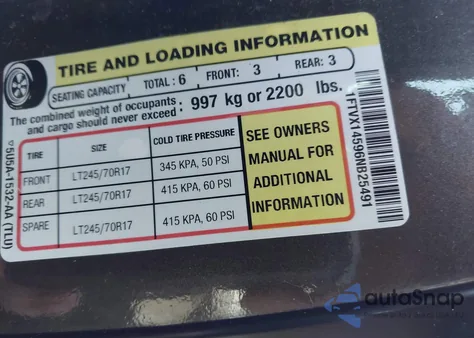 TIRE AND LOADING INFORMATION
SEATING CAPACITY TOTAL: 6 FRONT: 3 REAR: 3
The combined weight of occupants
and cargo should never exceed : 997 kg or 2200 lbs.
TIRE SIZE COLD TIRE PRESSURE
FRONT LT245/70R17 345 KPA, 50 PSI
REAR LT245/70R17 415 KPA, 60 PSI
SPARE LT245/70R17 415 KPA, 60 PSI
SEE OWNERS
MANUAL FOR
ADDITIONAL
INFORMATION
5U5A-1532-AA (TLU)
autoSnap